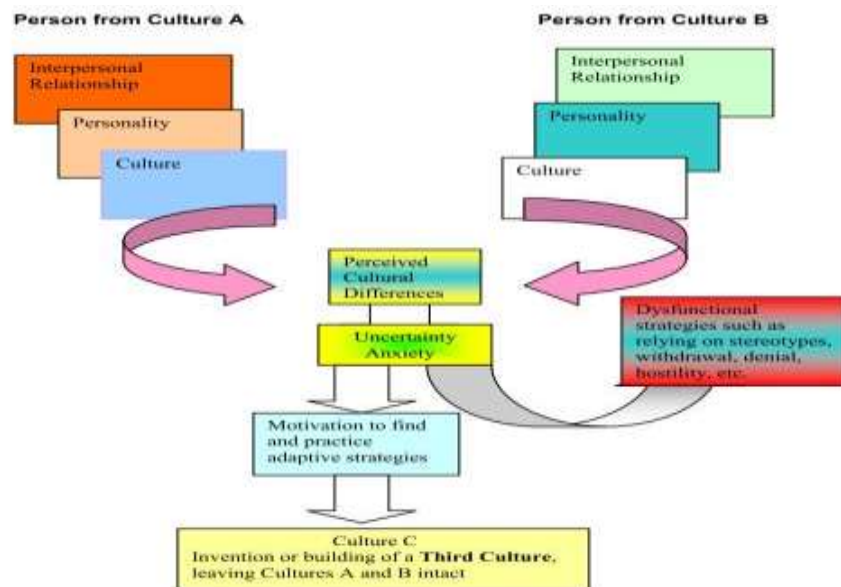 Person from Culture A
Person from Culture B
Interpersonal
Relationship
Personality
Culture
Interpersonal
Relationship
Personality
Culture
Perceived
Cultural
Differences
Uncertainty
Anxiety
Dysfunctional
strategies such as
relying on stereotypes,
withdrawal, denial,
hostility, etc.
Motivation to find
and practice
adaptive strategies
Culture C
Invention or building of a Third Culture,
leaving Cultures A and B intact